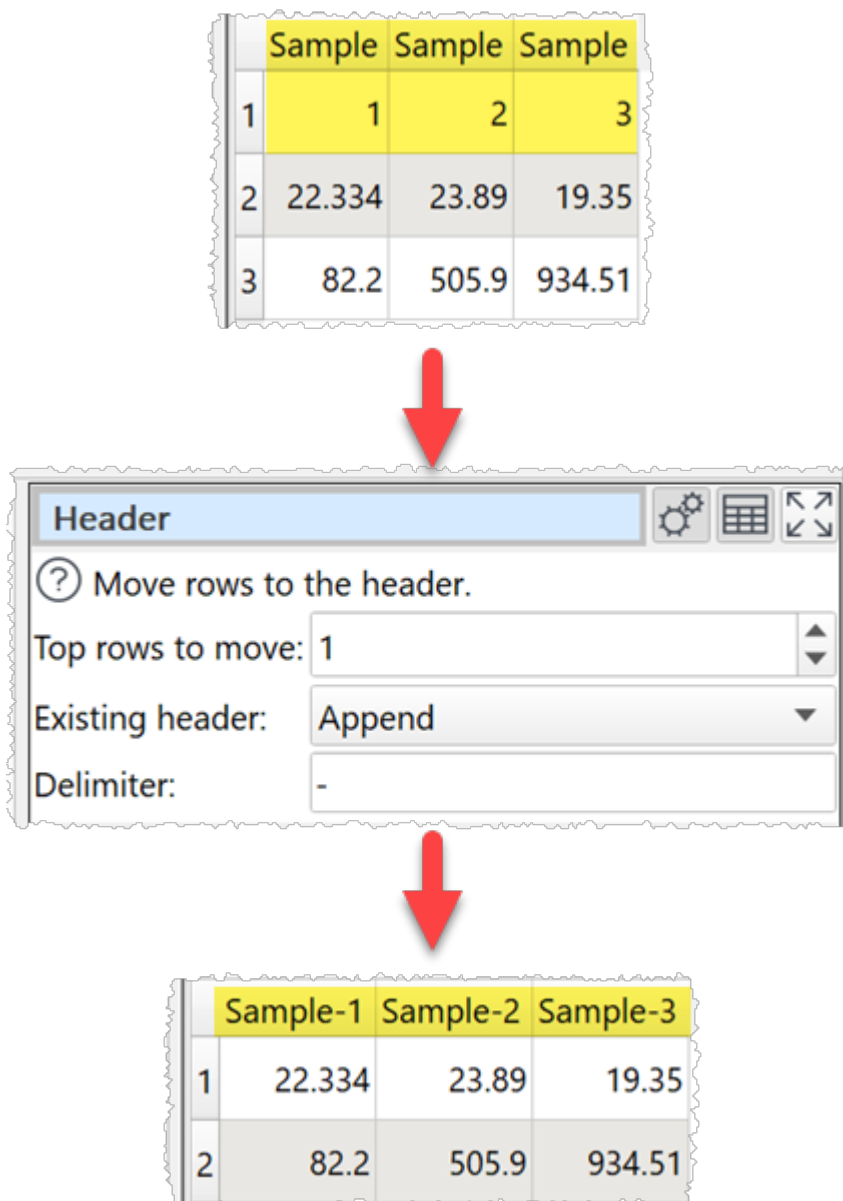 Sample Sample Sample
1 1 2 3
2 22.334 23.89 19.35
3 82.2 505.9 934.51
Header
? Move rows to the header.
Top rows to move: 1
Existing header: Append
Delimiter: -
Sample-1 Sample-2 Sample-3
1 22.334 23.89 19.35
2 82.2 505.9 934.51